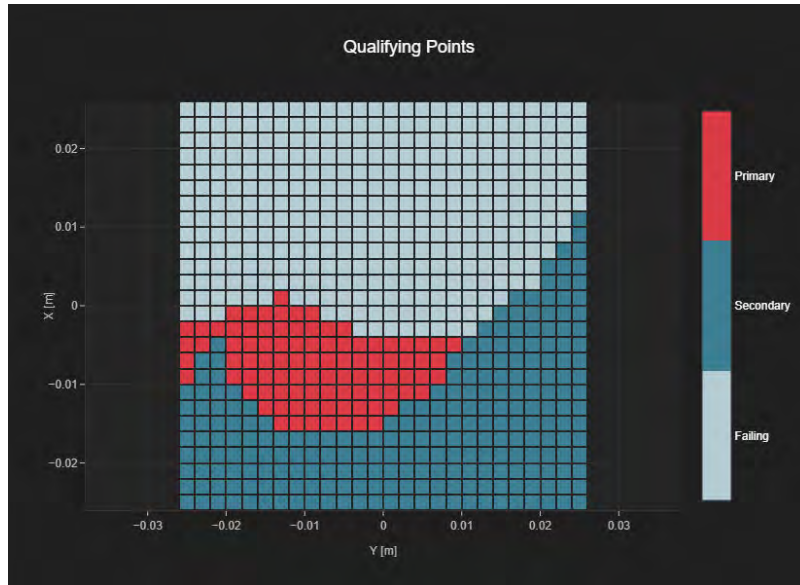 Qualifying Points
0.02
0.01
0
−0.01
−0.02
X [m]
−0.03
−0.02
−0.01
0
0.01
0.02
0.03
Y [m]
Primary
Secondary
Failing